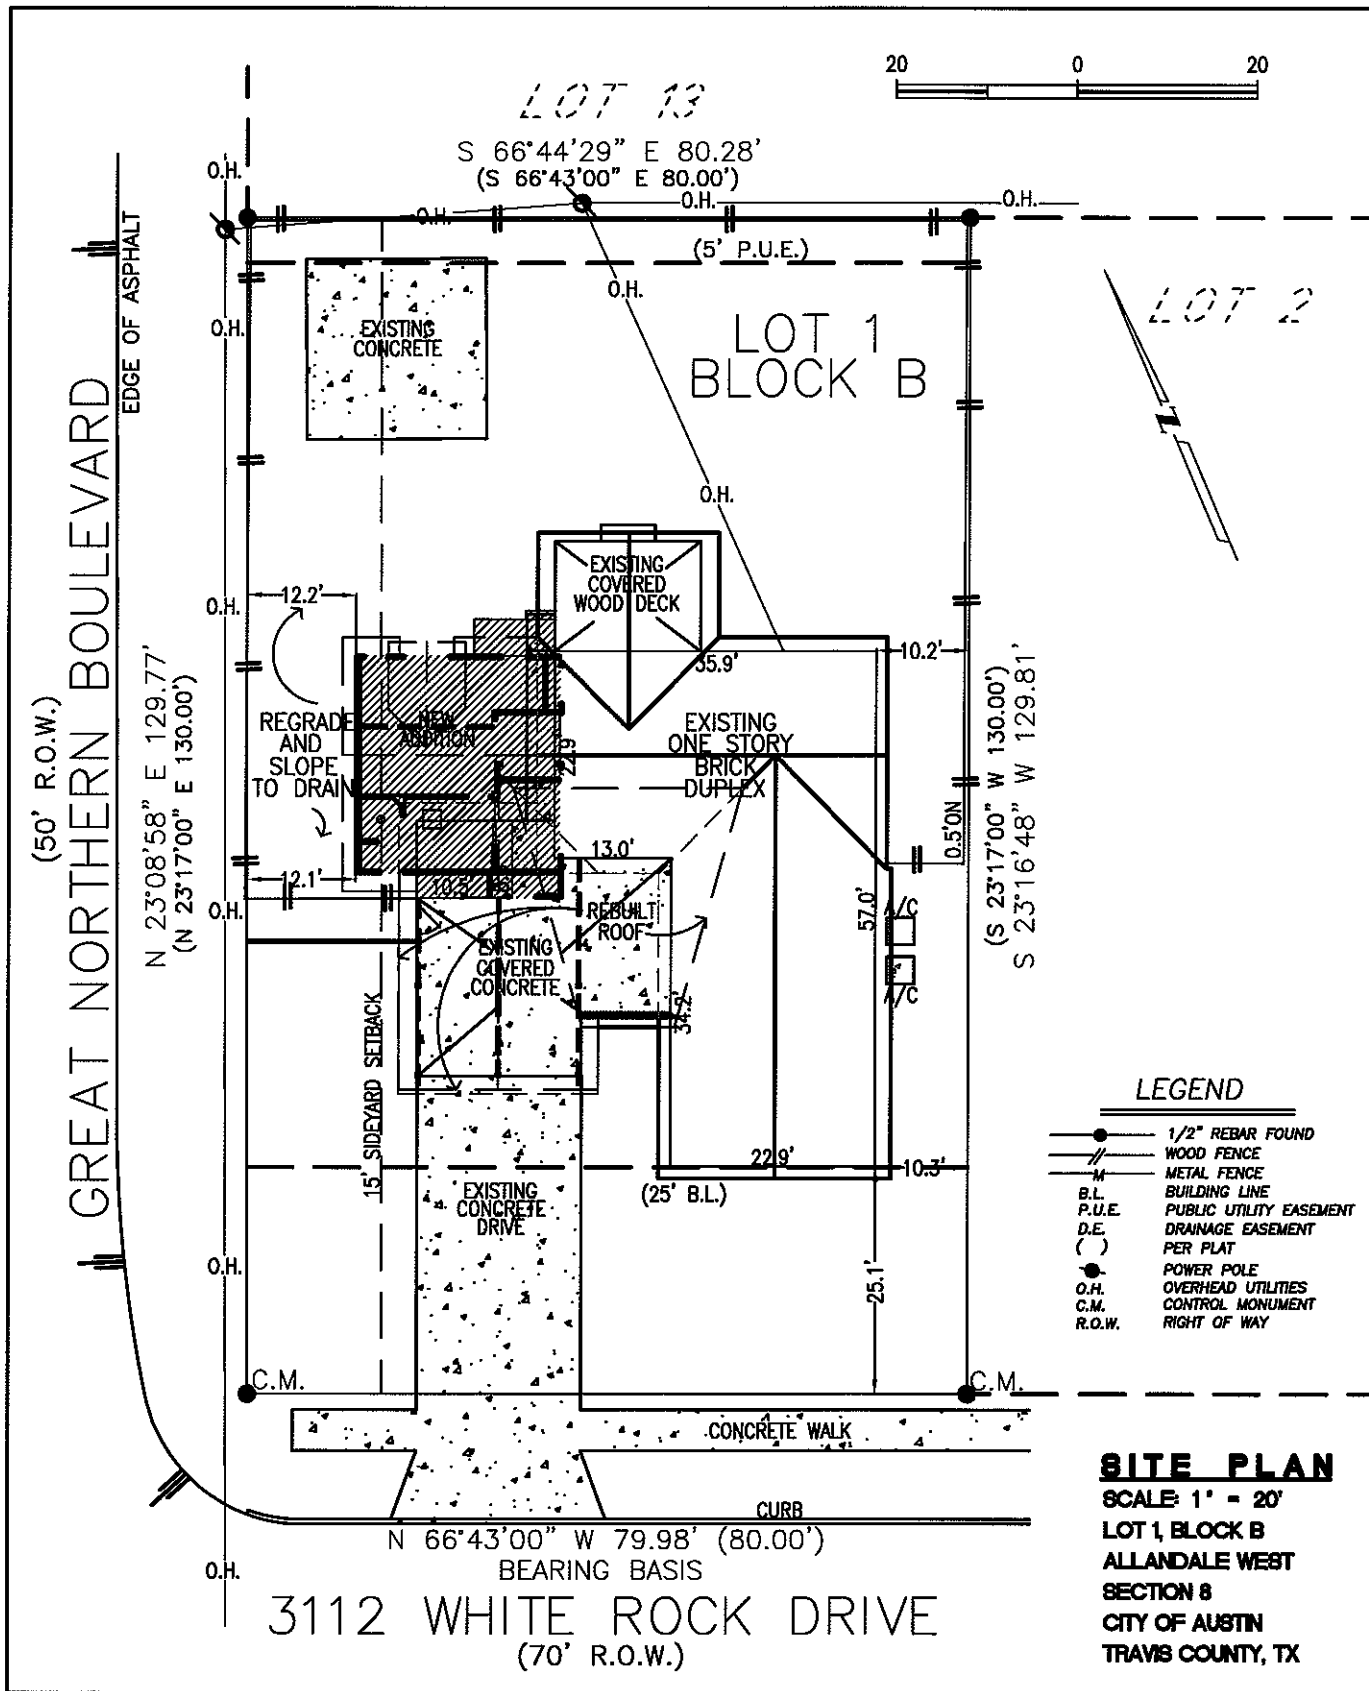 20 0 20
LOT 13
S 66°44'29" E 80.28'
(S 66°43'00" E 80.00')
O.H.
O.H.
O.H.
O.H.
(5' P.U.E.)
EDGE OF ASPHALT
O.H.
LOT 2
O.H.
EXISTING
CONCRETE
LOT 1
BLOCK B
N
O.H.
GREAT NORTHERN BOULEVARD
(50' R.O.W.)
N 23°08'58" E 129.77'
(N 23°17'00" E 130.00')
12.2'
O.H.
EXISTING
COVERED
WOOD DECK
35.9'
10.2'
REGRADE
AND
SLOPE
TO DRAIN
NEW
ADDITION
22.9
EXISTING
ONE STORY
BRICK
DUPLEX
(S 23°17'00" W 130.00')
S 23°16'48" W 129.81'
0.5'ON
13.0'
12.1'
10.5'
O.H.
REBUILT
ROOF
57.0'
A/C
A/C
EXISTING
COVERED
CONCRETE
34.2'
15' SIDEYARD SETBACK
22.9'
10.3'
(25' B.L.)
EXISTING
CONCRETE
DRIVE
25.1'
O.H.
LEGEND
1/2" REBAR FOUND
WOOD FENCE
M METAL FENCE
B.L. BUILDING LINE
P.U.E. PUBLIC UTILITY EASEMENT
D.E. DRAINAGE EASEMENT
( ) PER PLAT
POWER POLE
O.H. OVERHEAD UTILITIES
C.M. CONTROL MONUMENT
R.O.W. RIGHT OF WAY
C.M.
C.M.
CONCRETE WALK
CURB
N 66°43'00" W 79.98' (80.00')
BEARING BASIS
O.H.
3112 WHITE ROCK DRIVE
(70' R.O.W.)
SITE PLAN
SCALE: 1" = 20'
LOT 1, BLOCK B
ALLANDALE WEST
SECTION 8
CITY OF AUSTIN
TRAVIS COUNTY, TX